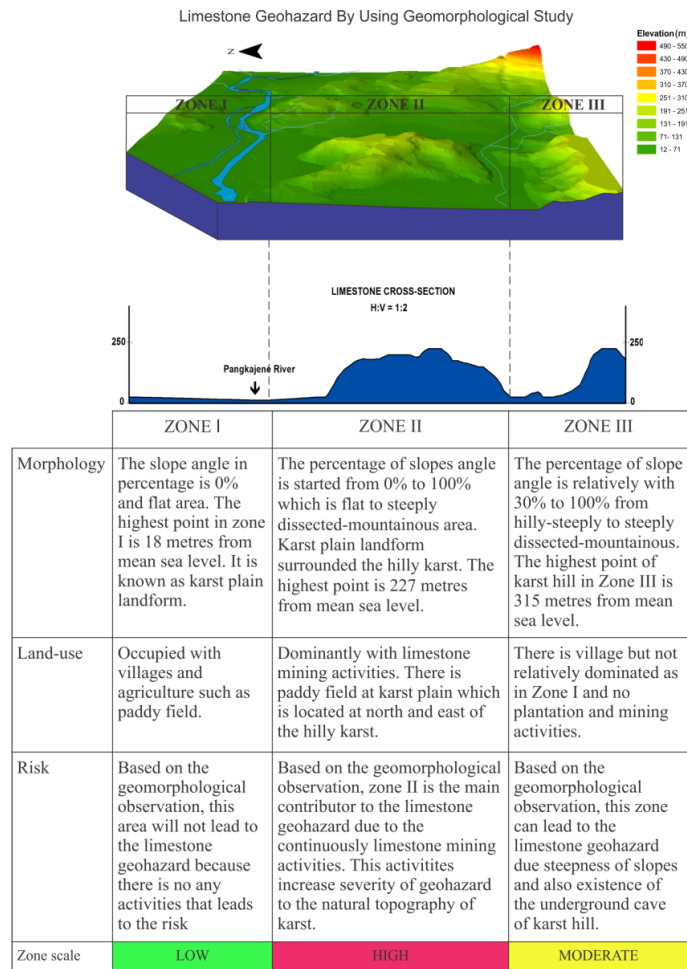 Limestone Geohazard By Using Geomorphological Study
Z
Elevation (m)
490 - 550
430 - 490
370 - 430
310 - 370
251 - 310
191 - 251
131 - 191
71- 131
12 - 71
ZONE I
ZONE II
ZONE III
LIMESTONE CROSS-SECTION
H:V = 1:2
250
250
Pangkajene River
0
0
ZONE I
ZONE II
ZONE III
Morphology
The slope angle in
percentage is 0%
and flat area. The
highest point in zone
I is 18 metres from
mean sea level. It is
known as karst plain
landform.
The percentage of slopes angle
is started from 0% to 100%
which is flat to steeply
dissected-mountainous area.
Karst plain landform
surrounded the hilly karst. The
highest point is 227 metres
from mean sea level.
The percentage of slope
angle is relatively with
30% to 100% from
hilly-steeply to steeply
dissected-mountainous.
The highest point of
karst hill in Zone III is
315 metres from mean
sea level.
Land-use
Occupied with
villages and
agriculture such as
paddy field.
Dominantly with limestone
mining activities. There is
paddy field at karst plain which
is located at north and east of
the hilly karst.
There is village but not
relatively dominated as
in Zone I and no
plantation and mining
activities.
Risk
Based on the
geomorphological
observation, this
area will not lead to
the limestone
geohazard because
there is no any
activities that leads
to the risk
Based on the geomorphological
observation, zone II is the main
contributor to the limestone
geohazard due to the
continuously limestone mining
activities. This activitites
increase severity of geohazard
to the natural topography of
karst.
Based on the
geomorphological
observation, this zone
can lead to the
limestone geohazard
due steepness of slopes
and also existence of
the underground cave
of karst hill.
Zone scale
LOW
HIGH
MODERATE